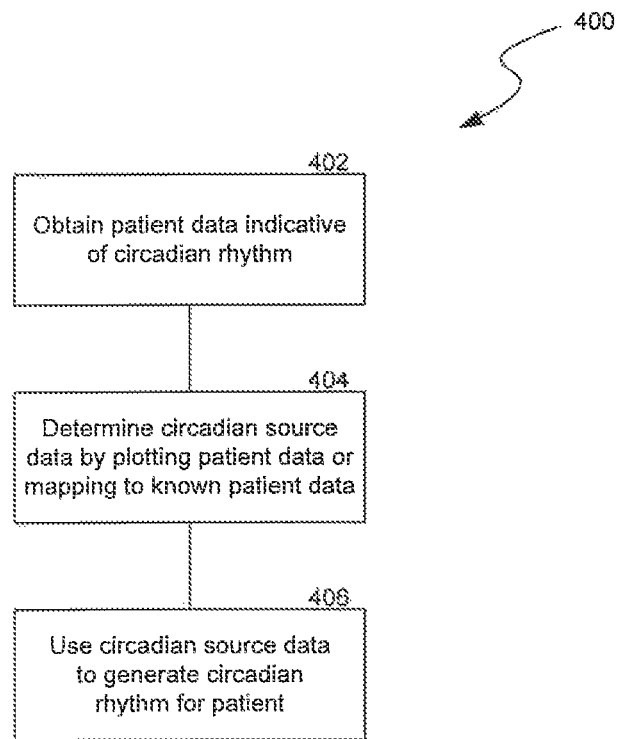 400
402
Obtain patient data indicative
of circadian rhythm
404
Determine circadian source
data by plotting patient data or
mapping to known patient data
406
Use circadian source data
to generate circadian
rhythm for patient